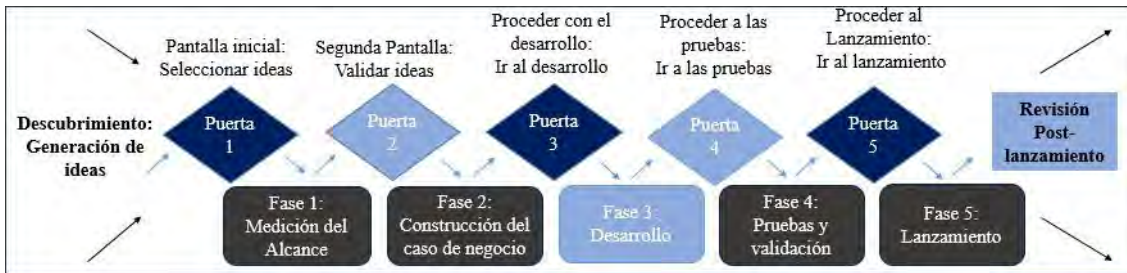 Descubrimiento:
Generación de
ideas
Pantalla inicial:
Seleccionar ideas
Puerta
1
Fase 1:
Medición del
Alcance
Segunda Pantalla:
Validar ideas
Puerta
2
Fase 2:
Construcción del
caso de negocio
Proceder con el
desarrollo:
Ir al desarrollo
Puerta
3
Fase 3:
Desarrollo
Proceder a las
pruebas:
Ir a las pruebas
Puerta
4
Fase 4:
Pruebas y
validación
Proceder al
Lanzamiento:
Ir al lanzamiento
Puerta
5
Fase 5:
Lanzamiento
Revisión
Post-
lanzamiento